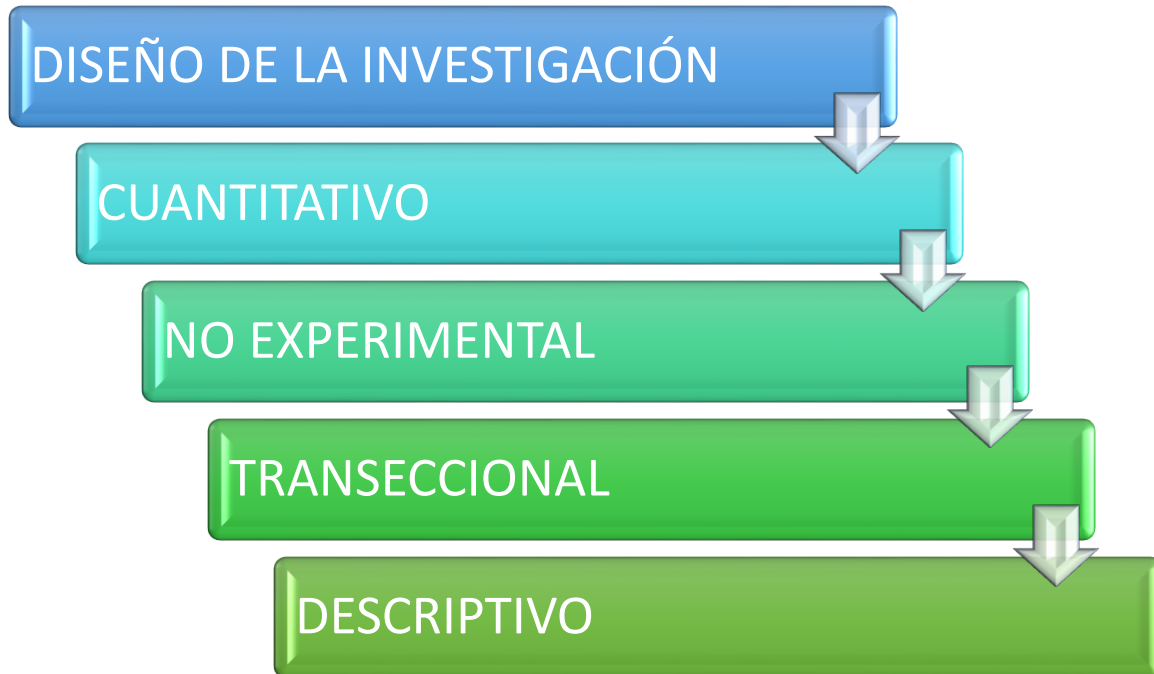 DISEÑO DE LA INVESTIGACIÓN
CUANTITATIVO
NO EXPERIMENTAL
TRANSECCIONAL
DESCRIPTIVO